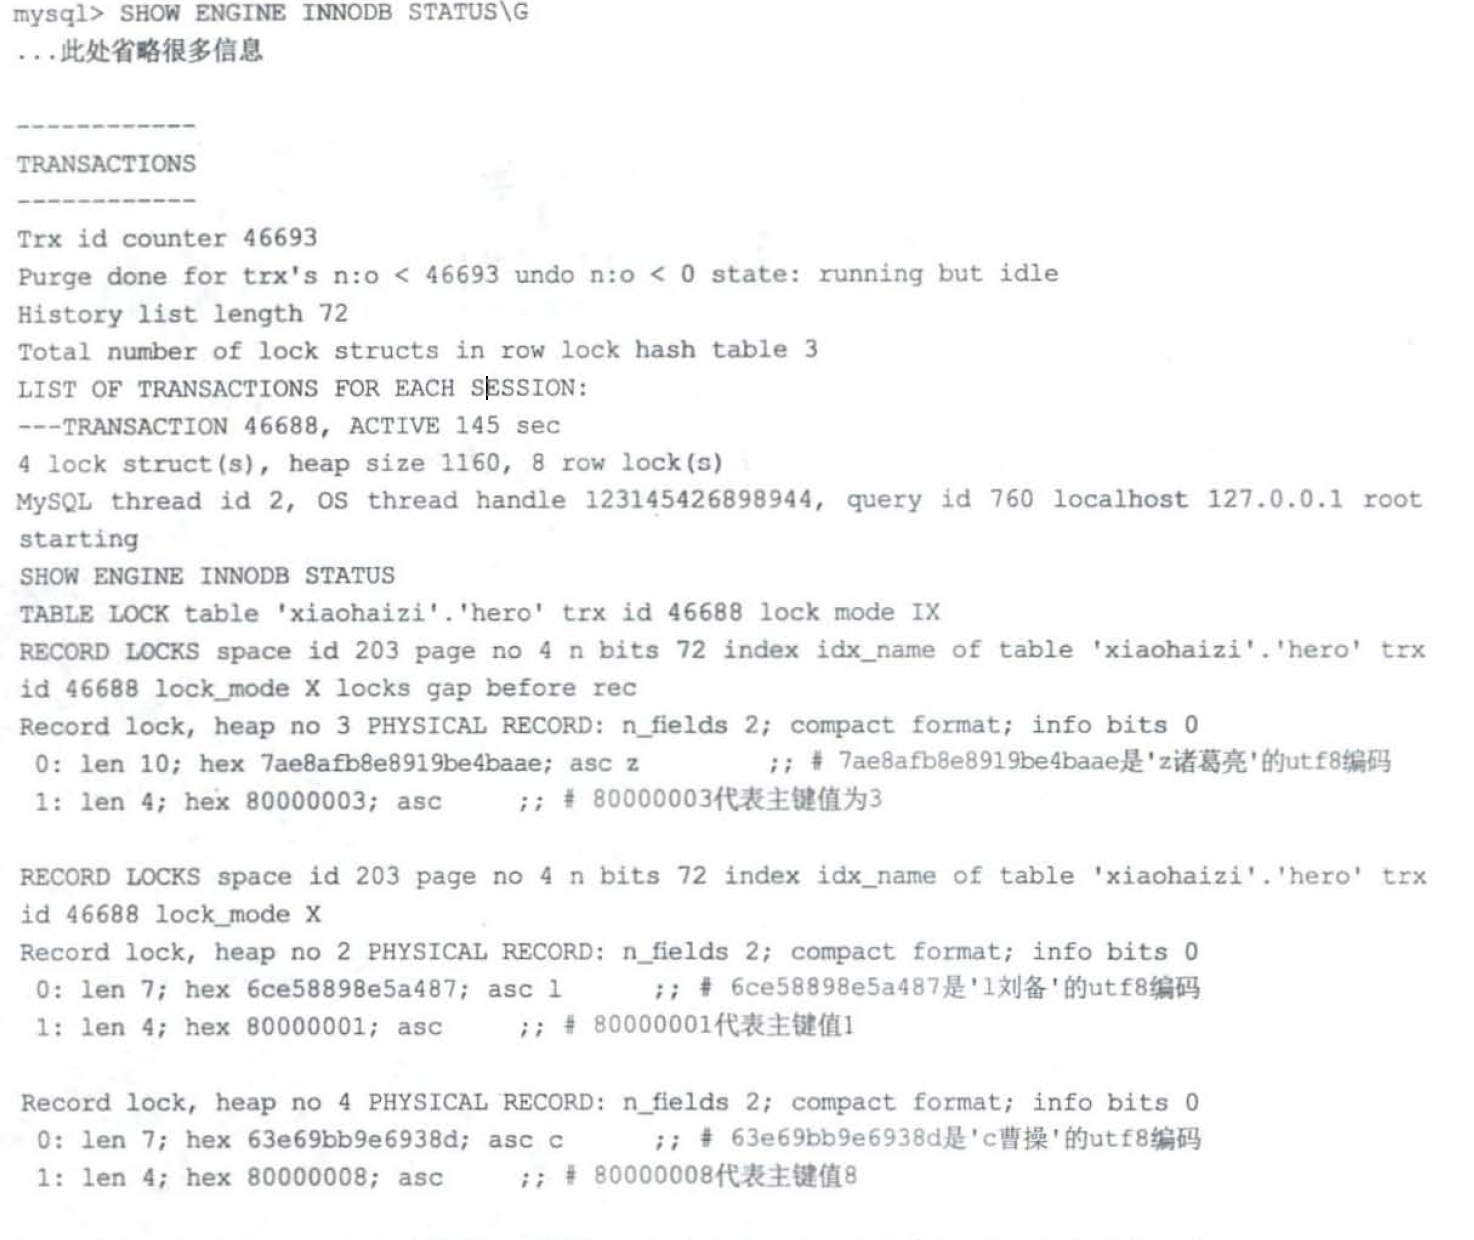 mysql> SHOW ENGINE INNODB STATUS\G
...此处省略很多信息
------------
TRANSACTIONS
------------
Trx id counter 46693
Purge done for trx's n:o < 46693 undo n:o < 0 state: running but idle
History list length 72
Total number of lock structs in row lock hash table 3
LIST OF TRANSACTIONS FOR EACH SESSION:
---TRANSACTION 46688, ACTIVE 145 sec
4 lock struct(s), heap size 1160, 8 row lock(s)
MySQL thread id 2, OS thread handle 123145426898944, query id 760 localhost 127.0.0.1 root
starting
SHOW ENGINE INNODB STATUS
TABLE LOCK table 'xiaohaizi'.'hero' trx id 46688 lock mode IX
RECORD LOCKS space id 203 page no 4 n bits 72 index idx_name of table 'xiaohaizi'.'hero' trx
id 46688 lock_mode X locks gap before rec
Record lock, heap no 3 PHYSICAL RECORD: n_fields 2; compact format; info bits 0
0: len 10; hex 7ae8afb8e8919be4baae; asc z ;; # 7ae8afb8e8919be4baae是'z诸葛亮'的utf8编码
1: len 4; hex 80000003; asc ;; # 80000003代表主键值为3
RECORD LOCKS space id 203 page no 4 n bits 72 index idx_name of table 'xiaohaizi'.'hero' trx
id 46688 lock_mode X
Record lock, heap no 2 PHYSICAL RECORD: n_fields 2; compact format; info bits 0
0: len 7; hex 6ce58898e5a487; asc l ;; # 6ce58898e5a487是'l刘备'的utf8编码
1: len 4; hex 80000001; asc ;; # 80000001代表主键值1
Record lock, heap no 4 PHYSICAL RECORD: n_fields 2; compact format; info bits 0
0: len 7; hex 63e69bb9e6938d; asc c ;; # 63e69bb9e6938d是'c曹操'的utf8编码
1: len 4; hex 80000008; asc ;; # 80000008代表主键值8